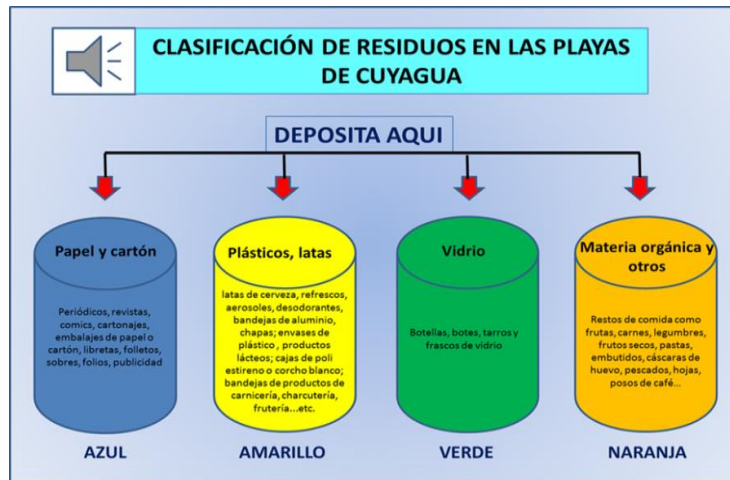 CLASIFICACIÓN DE RESIDUOS EN LAS PLAYAS
DE CUYAGUA
DEPOSITA AQUI
Papel y cartón
Periódicos, revistas,
comics, cartonajes,
embalajes de papel o
cartón, libretas, folletos,
sobres, folios, publicidad
AZUL
Plásticos, latas
latas de cerveza, refrescos,
aerosoles, desodorantes,
bandejas de aluminio,
chapas; envases de
plástico , productos
lácteos; cajas de poli
estireno o corcho blanco;
bandejas de productos de
carnicería, charcutería,
frutería...etc.
AMARILLO
Vidrio
Botellas, botes, tarros y
frascos de vidrio
VERDE
Materia orgánica y
otros
Restos de comida como
frutas, carnes, legumbres,
frutos secos, pastas,
embutidos, cáscaras de
huevo, pescados, hojas,
posos de café...
NARANJA